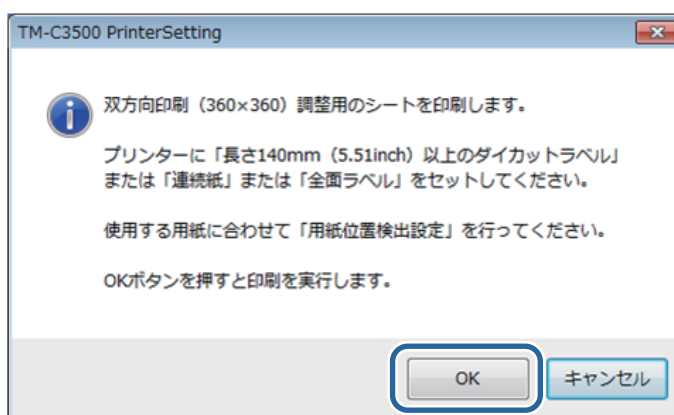 TM-C3500 PrinterSetting
双方向印刷（360×360）調整用のシートを印刷します。
プリンターに「長さ140mm（5.51inch）以上のダイカットラベル」
または「連続紙」または「全面ラベル」をセットしてください。
使用する用紙に合わせて「用紙位置検出設定」を行ってください。
OKボタンを押すと印刷を実行します。
OK キャンセル